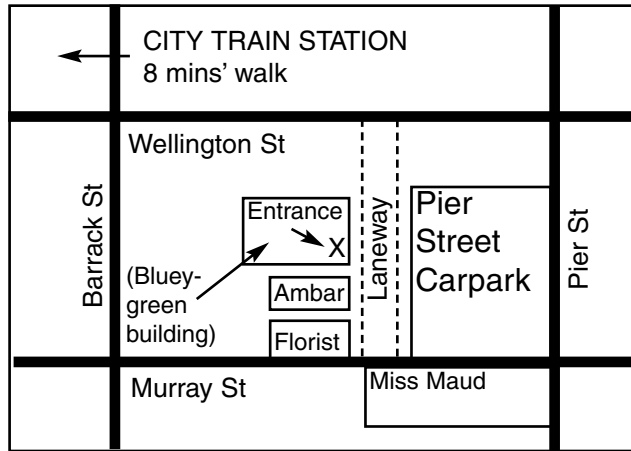 CITY TRAIN STATION
8 mins’ walk
Wellington St
Barrack St
Entrance
X
(Bluey-
green
building)
Ambar
Florist
Laneway
Pier
Street
Carpark
Pier St
Murray St
Miss Maud